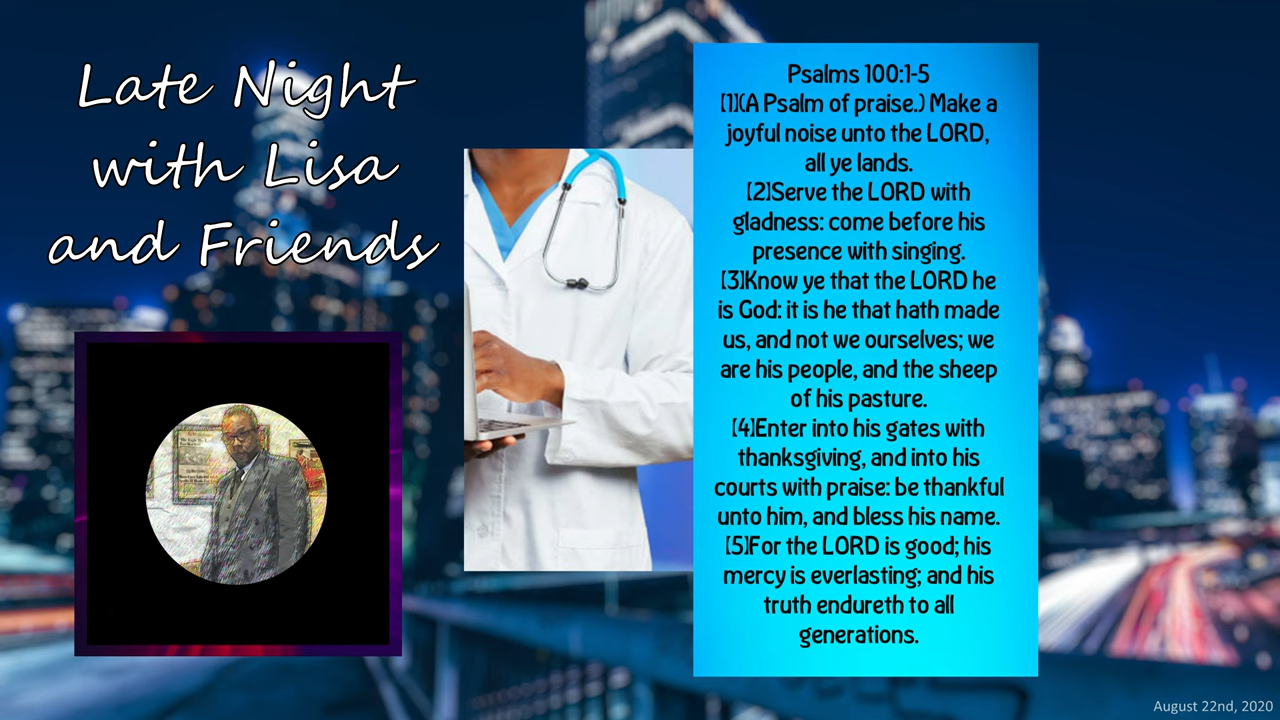 Late Night
with Lisa
and Friends
Psalms 100:1-5
[1](A Psalm of praise.) Make a
joyful noise unto the LORD,
all ye lands.
[2]Serve the LORD with
gladness: come before his
presence with singing.
[3]Know ye that the LORD he
is God: it is he that hath made
us, and not we ourselves; we
are his people, and the sheep
of his pasture.
[4]Enter into his gates with
thanksgiving, and into his
courts with praise: be thankful
unto him, and bless his name.
[5]For the LORD is good; his
mercy is everlasting; and his
truth endureth to all
generations.
August 22nd, 2020